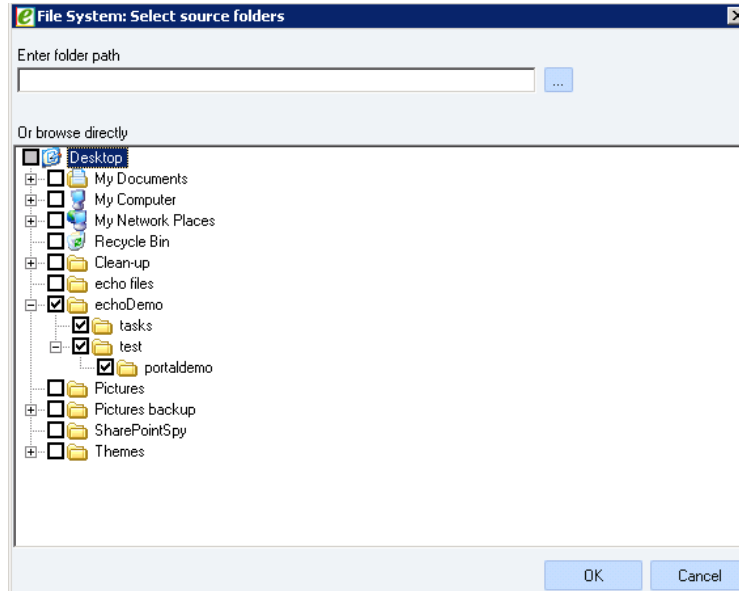 File System: Select source folders
Enter folder path
...
Or browse directly
Desktop
My Documents
My Computer
My Network Places
Recycle Bin
Clean-up
echo files
echoDemo
tasks
test
portaldemo
Pictures
Pictures backup
SharePointSpy
Themes
OK Cancel